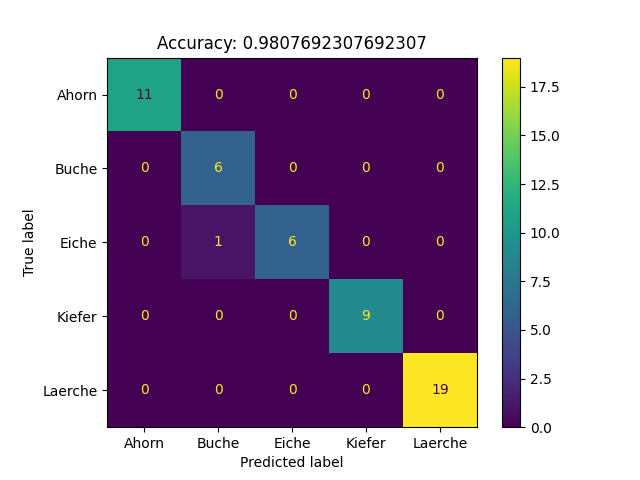 Accuracy: 0.9807692307692307
True label
Ahorn 11 0 0 0 0
Buche 0 6 0 0 0
Eiche 0 1 6 0 0
Kiefer 0 0 0 9 0
Laerche 0 0 0 0 19
Ahorn Buche Eiche Kiefer Laerche
Predicted label
17.5
15.0
12.5
10.0
7.5
5.0
2.5
0.0